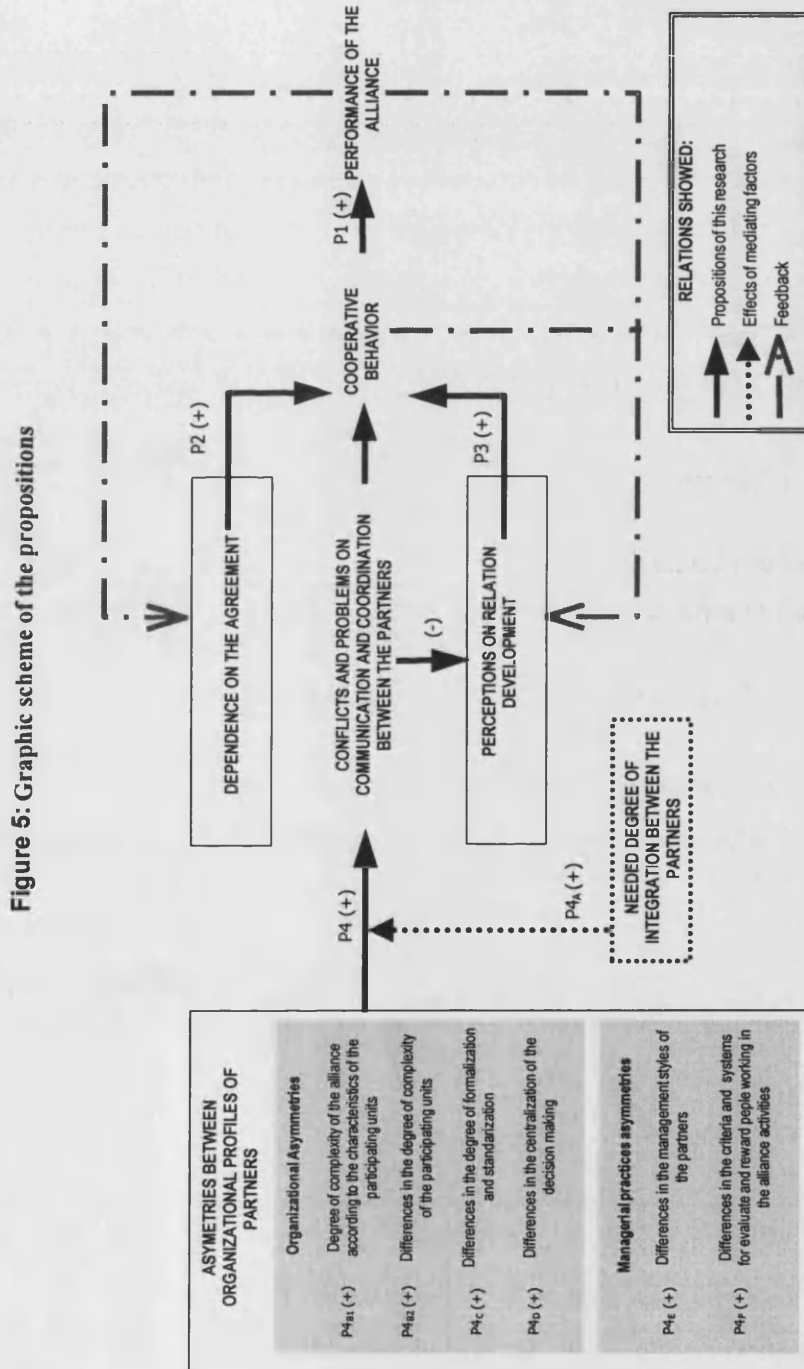 Figure 5: Graphic scheme of the propositions
ASYMETRIES BETWEEN
ORGANIZATIONAL PROFILES OF
PARTNERS
Organizational Asymmetries
P4B1 (+) Degree of complexity of the alliance
according to the characteristics of the
participating units
P4B2 (+) Differences in the degree of complexity
of the participating units
P4C (+) Differences in the degree of formalization
and standarization
P4D (+) Differences in the centralization of the
decision making
Managerial practices asymmetries
P4E (+) Differences in the management styles of
the partners
P4F (+) Differences in the criteria and systems
for evaluate and reward peple working in
the alliance activities
P4 (+)
P4A (+)
NEEDED DEGREE OF
INTEGRATION BETWEEN THE
PARTNERS
DEPENDENCE ON THE AGREEMENT
CONFLICTS AND PROBLEMS ON
COMMUNICATION AND COORDINATION
BETWEEN THE PARTNERS
(-)
PERCEPTIONS ON RELATION
DEVELOPMENT
P2 (+)
P3 (+)
COOPERATIVE
BEHAVIOR
P1 (+)
PERFORMANCE OF THE
ALLIANCE
RELATIONS SHOWED:
Propositions of this research
Effects of mediating factors
Feedback